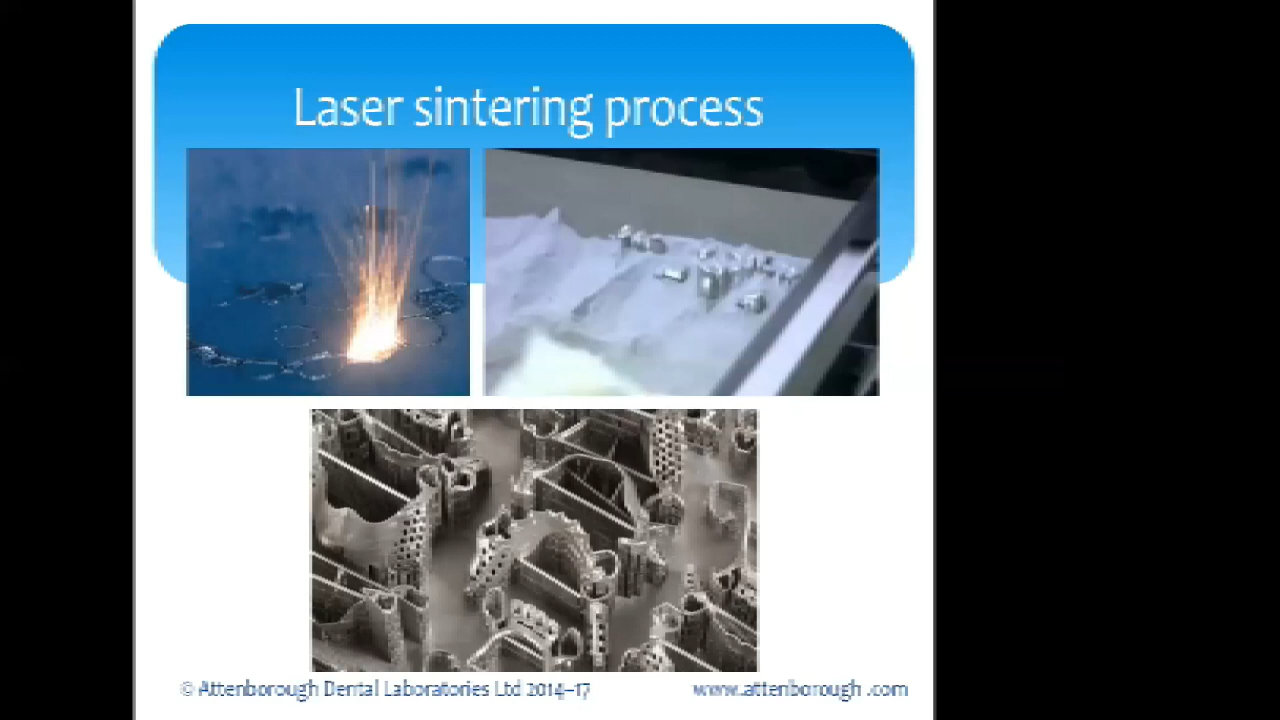 Laser sintering process
© Attenborough Dental Laboratories Ltd 2014-17
www.attenborough .com